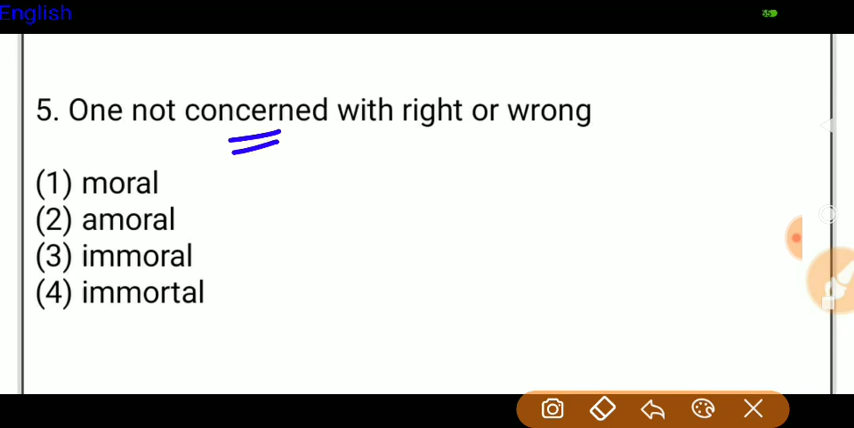 English
5. One not concerned with right or wrong
(1) moral
(2) amoral
(3) immoral
(4) immortal